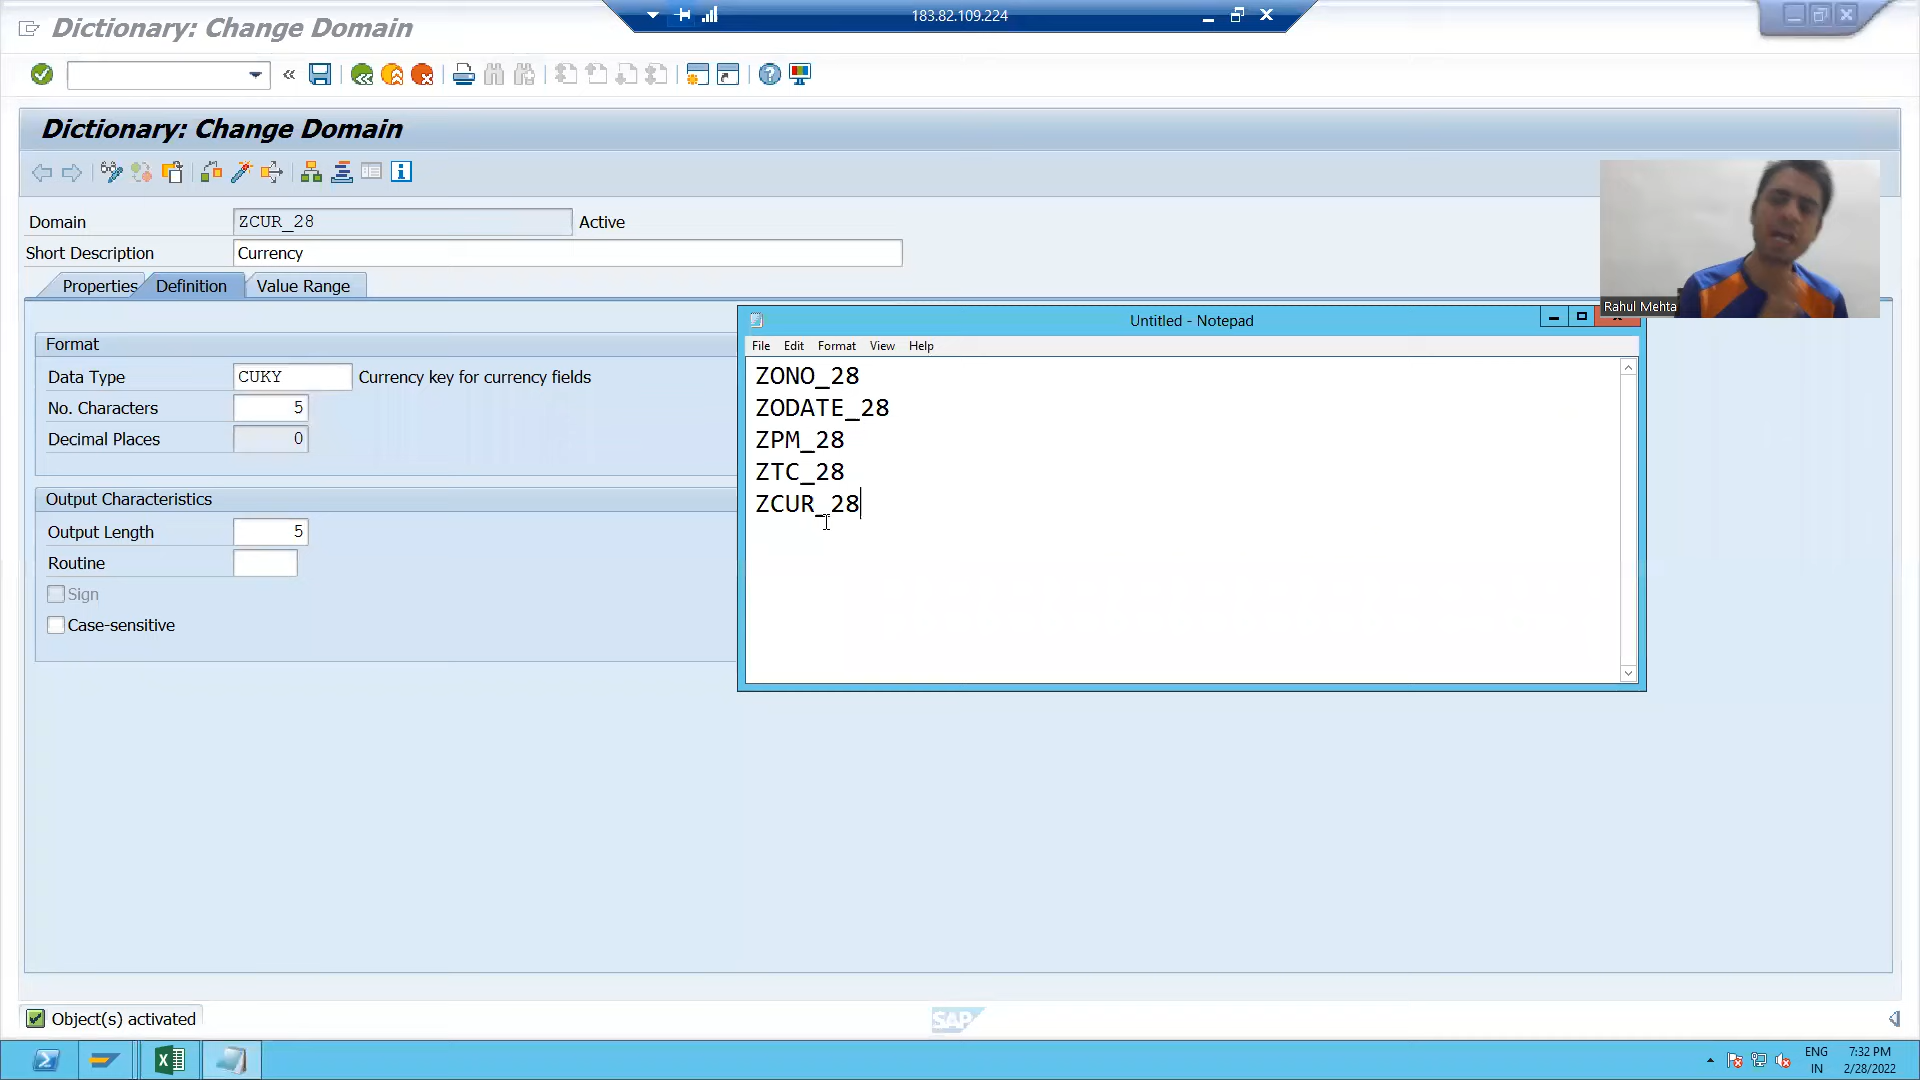 Dictionary: Change Domain
183.82.109.224
Dictionary: Change Domain
Domain
ZCUR_28
Active
Short Description
Currency
Properties
Definition
Value Range
Rahul Mehta
Format
Data Type
CUKY
Currency key for currency fields
No. Characters
5
Decimal Places
0
Output Characteristics
Output Length
5
Routine
Sign
Case-sensitive
Untitled - Notepad
File Edit Format View Help
ZONO_28
ZODATE_28
ZPM_28
ZTC_28
ZCUR_28
Object(s) activated
SAP
ENG
IN
7:32 PM
2/28/2022